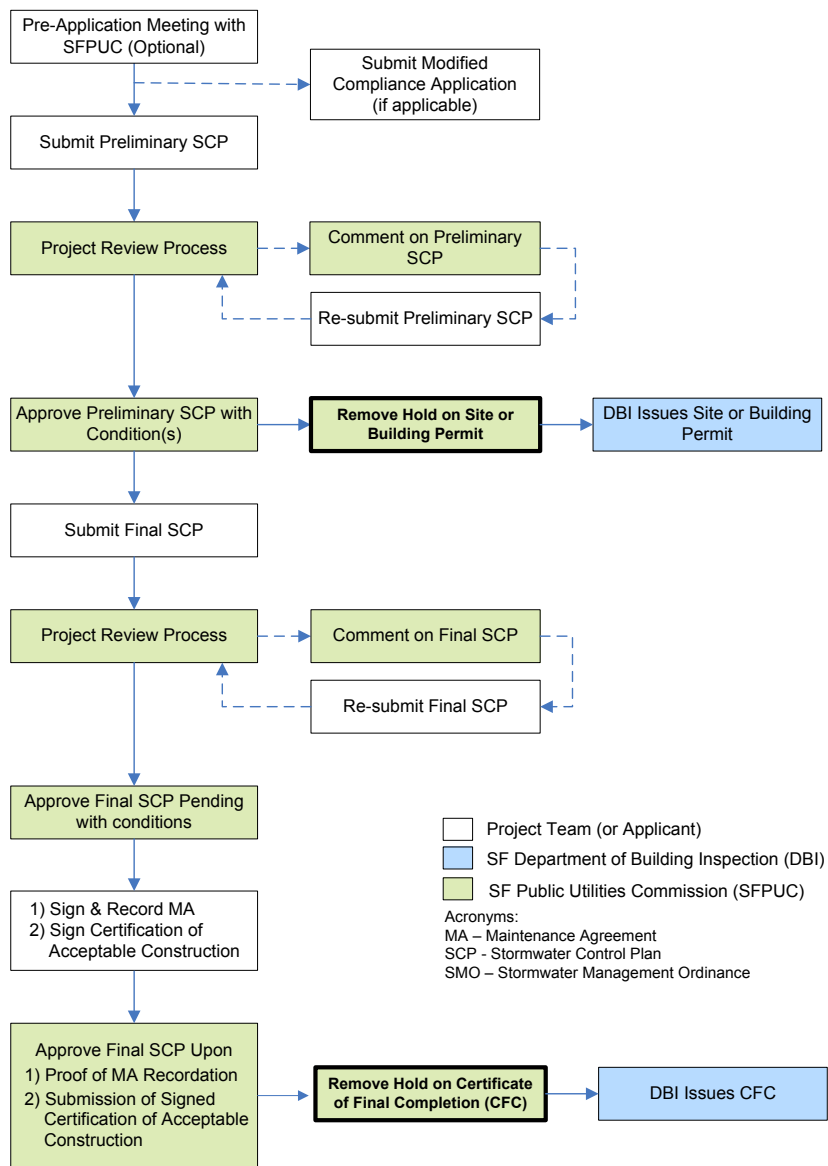 Pre-Application Meeting with
SFPUC (Optional)
Submit Modified
Compliance Application
(if applicable)
Submit Preliminary SCP
Project Review Process
Comment on Preliminary
SCP
Re-submit Preliminary SCP
Approve Preliminary SCP with
Condition(s)
Remove Hold on Site or
Building Permit
DBI Issues Site or Building
Permit
Submit Final SCP
Project Review Process
Comment on Final SCP
Re-submit Final SCP
Approve Final SCP Pending
with conditions
Project Team (or Applicant)
SF Department of Building Inspection (DBI)
SF Public Utilities Commission (SFPUC)
Acronyms:
MA – Maintenance Agreement
SCP - Stormwater Control Plan
SMO – Stormwater Management Ordinance
1) Sign & Record MA
2) Sign Certification of
Acceptable Construction
Approve Final SCP Upon
1) Proof of MA Recordation
2) Submission of Signed
Certification of Acceptable
Construction
Remove Hold on Certificate
of Final Completion (CFC)
DBI Issues CFC